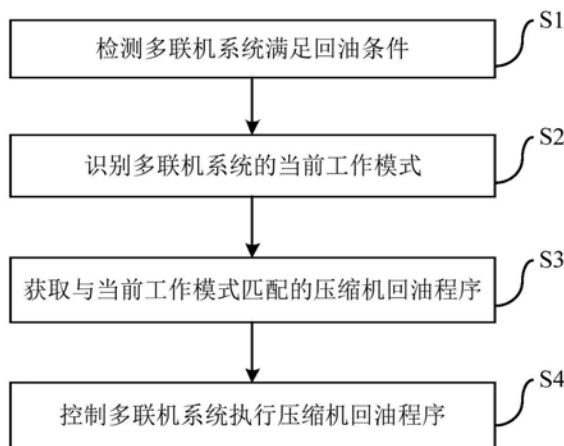 检测多联机系统满足回油条件
S1
识别多联机系统的当前工作模式
S2
获取与当前工作模式匹配的压缩机回油程序
S3
控制多联机系统执行压缩机回油程序
S4